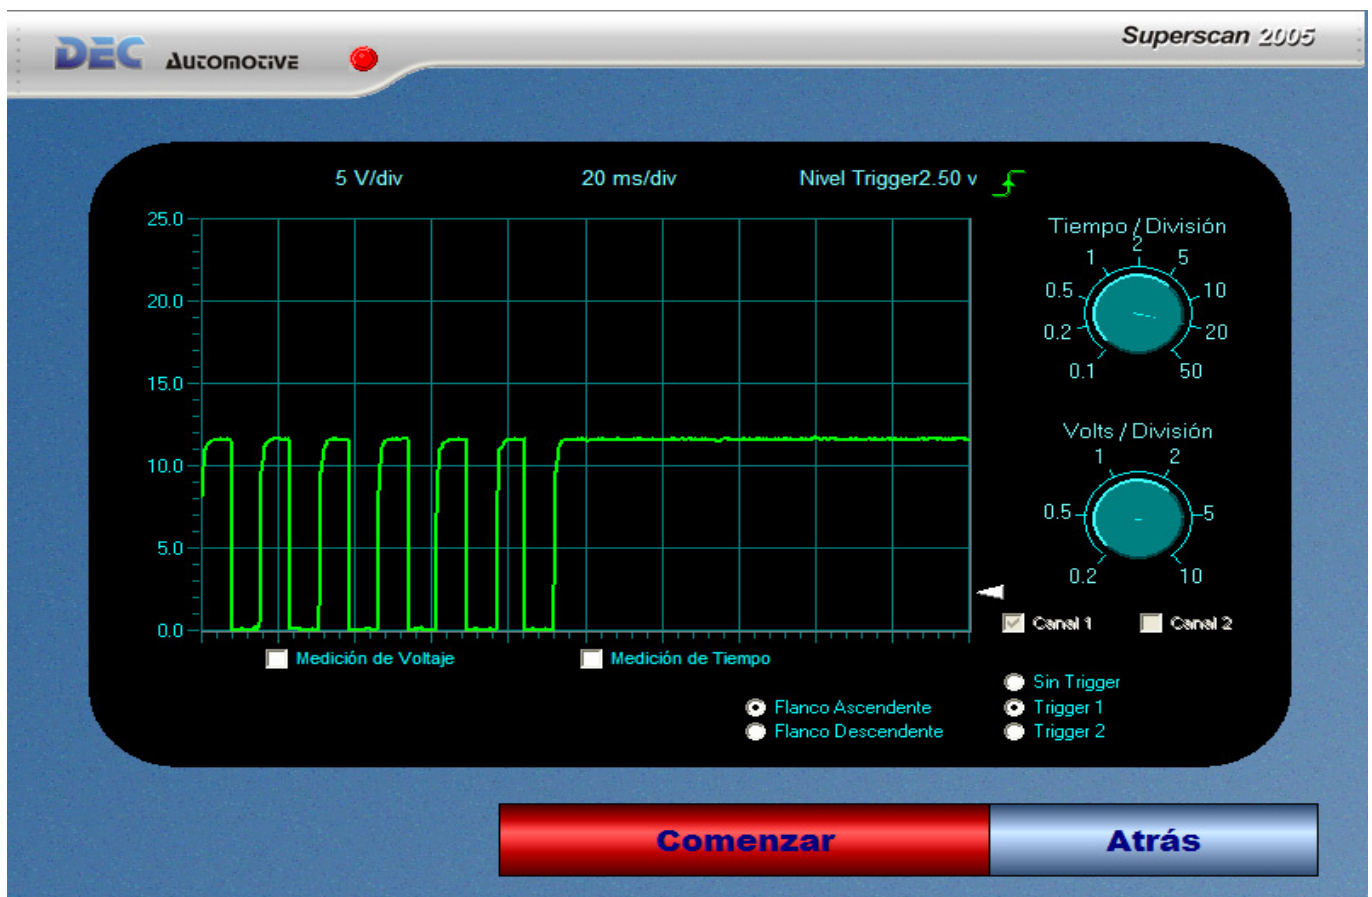 DEC Automotive
Superscan 2005
5 V/div 20 ms/div Nivel Trigger2.50 v
25.0
20.0
15.0
10.0
5.0
0.0
Tiempo / División
0.1 0.2 0.5 1 2 5 10 20 50
Volts / División
0.2 0.5 1 2 5 10
Canal 1 Canal 2
Medición de Voltaje Medición de Tiempo
Sin Trigger
Flanco Ascendente Trigger 1
Flanco Descendente Trigger 2
Comenzar Atrás